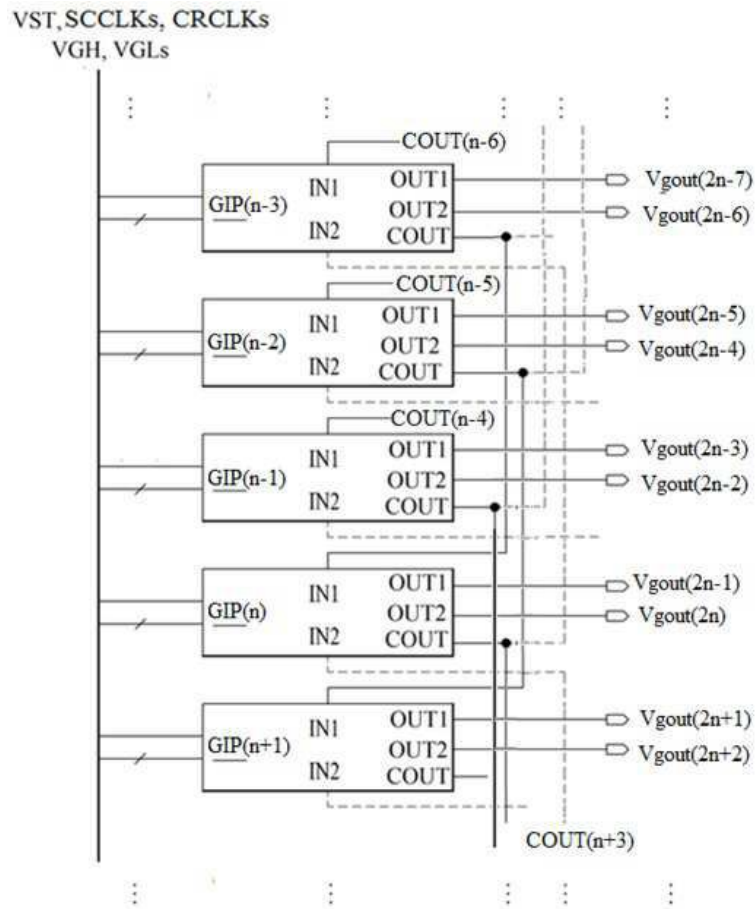 VST, SCCLKs, CRCLKs
VGH, VGLs
COUT(n-6)
GIP(n-3)
IN1
IN2
OUT1
OUT2
COUT
Vgout(2n-7)
Vgout(2n-6)
COUT(n-5)
GIP(n-2)
IN1
IN2
OUT1
OUT2
COUT
Vgout(2n-5)
Vgout(2n-4)
COUT(n-4)
GIP(n-1)
IN1
IN2
OUT1
OUT2
COUT
Vgout(2n-3)
Vgout(2n-2)
GIP(n)
IN1
IN2
OUT1
OUT2
COUT
Vgout(2n-1)
Vgout(2n)
GIP(n+1)
IN1
IN2
OUT1
OUT2
COUT
Vgout(2n+1)
Vgout(2n+2)
COUT(n+3)